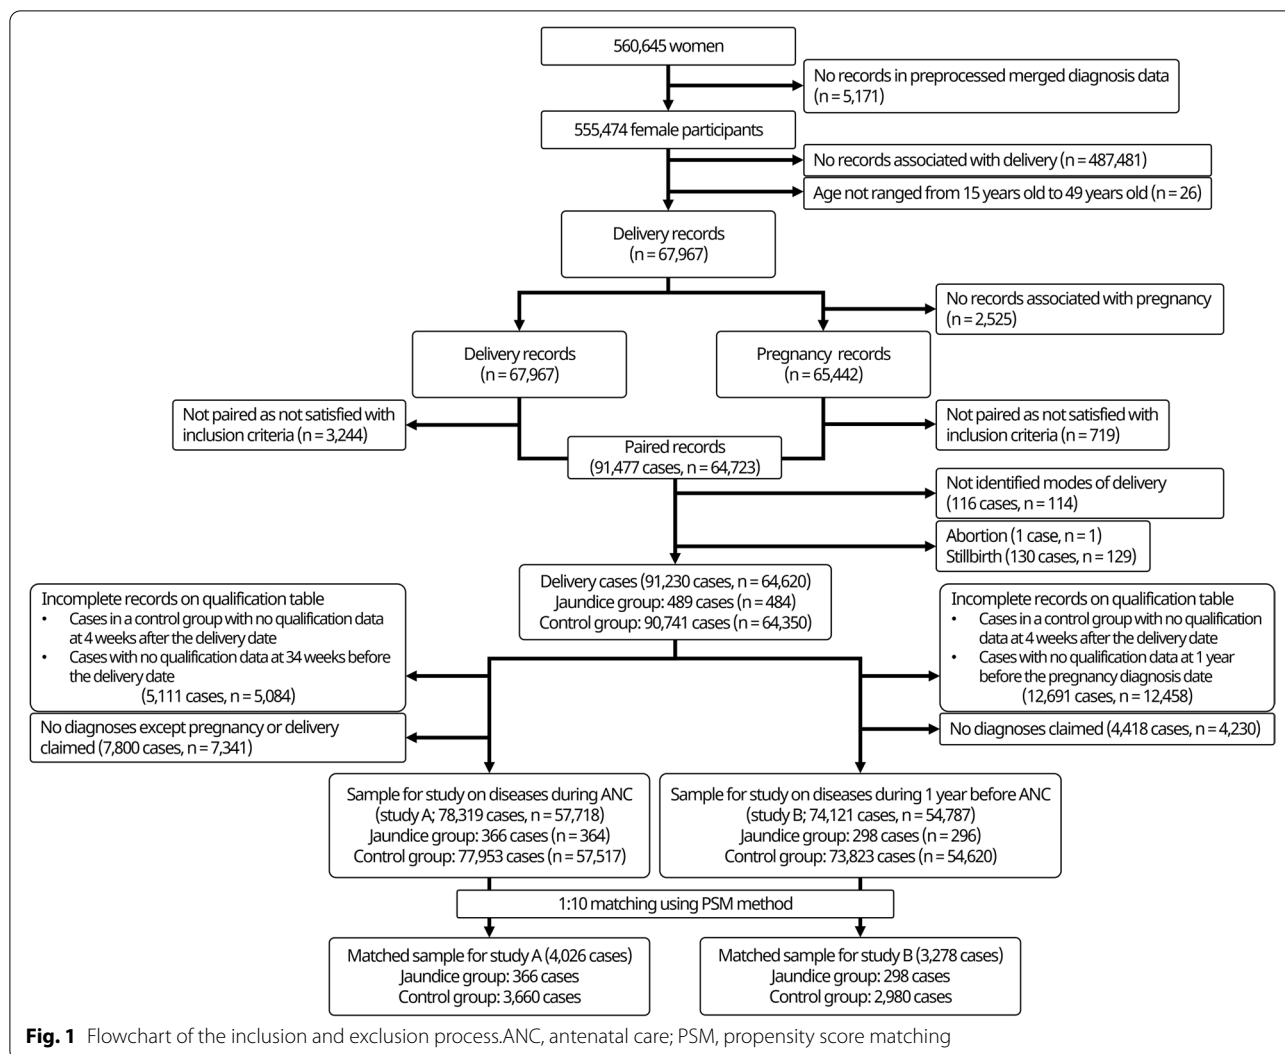 560,645 women
No records in preprocessed merged diagnosis data
(n = 5,171)
555,474 female participants
No records associated with delivery (n = 487,481)
Age not ranged from 15 years old to 49 years old (n = 26)
Delivery records
(n = 67,967)
No records associated with pregnancy
(n = 2,525)
Delivery records
(n = 67,967)
Pregnancy records
(n = 65,442)
Not paired as not satisfied with
inclusion criteria (n = 3,244)
Not paired as not satisfied with
inclusion criteria (n = 719)
Paired records
(91,477 cases, n = 64,723)
Not identified modes of delivery
(116 cases, n = 114)
Abortion (1 case, n = 1)
Stillbirth (130 cases, n = 129)
Delivery cases (91,230 cases, n = 64,620)
Jaundice group: 489 cases (n = 484)
Control group: 90,741 cases (n = 64,350)
Incomplete records on qualification table
• Cases in a control group with no qualification data
at 4 weeks after the delivery date
• Cases with no qualification data at 34 weeks before
the delivery date
(5,111 cases, n = 5,084)
Incomplete records on qualification table
• Cases in a control group with no qualification
data at 4 weeks after the delivery date
• Cases with no qualification data at 1 year
before the pregnancy diagnosis date
(12,691 cases, n = 12,458)
No diagnoses except pregnancy or delivery
claimed (7,800 cases, n = 7,341)
No diagnoses claimed (4,418 cases, n = 4,230)
Sample for study on diseases during ANC
(study A; 78,319 cases, n = 57,718)
Jaundice group: 366 cases (n = 364)
Control group: 77,953 cases (n = 57,517)
Sample for study on diseases during 1 year before ANC
(study B; 74,121 cases, n = 54,787)
Jaundice group: 298 cases (n = 296)
Control group: 73,823 cases (n = 54,620)
1:10 matching using PSM method
Matched sample for study A (4,026 cases)
Jaundice group: 366 cases
Control group: 3,660 cases
Matched sample for study B (3,278 cases)
Jaundice group: 298 cases
Control group: 2,980 cases
Fig. 1 Flowchart of the inclusion and exclusion process.ANC, antenatal care; PSM, propensity score matching